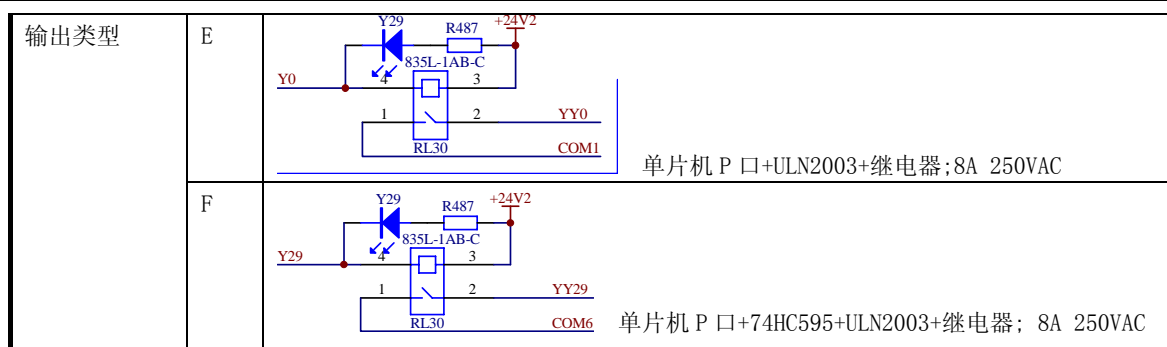 输出类型
E
Y29
R487
+24V2
835L-1AB-C
Y0
4
3
1
2
YY0
RL30
COM1
单片机 P 口+ULN2003+继电器;8A 250VAC
F
Y29
R487
+24V2
835L-1AB-C
Y29
4
3
1
2
YY29
RL30
COM6
单片机 P 口+74HC595+ULN2003+继电器; 8A 250VAC